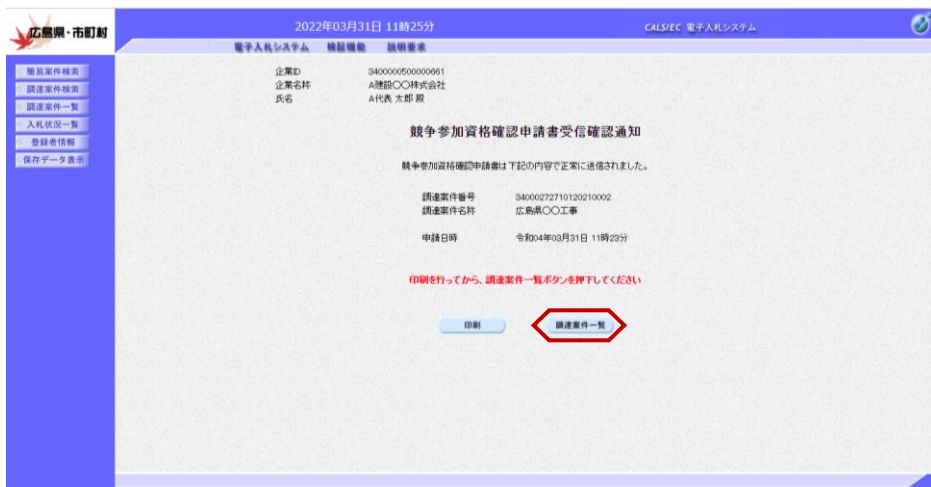 広島県・市町村
2022年03月31日 11時25分
CALS/EC 電子入札システム
電子入札システム 検証機能 説明要求
簡易案件検索
調達案件検索
調達案件一覧
入札状況一覧
登録者情報
保存データ表示
企業ID 3400000500000661
企業名称 A建設〇〇株式会社
氏名 A代表 太郎 殿
競争参加資格確認申請書受信確認通知
競争参加資格確認申請書は下記の内容で正常に送信されました。
調達案件番号 34000272710120210002
調達案件名称 広島県〇〇工事
申請日時 令和04年03月31日 11時23分
印刷を行ってから、調達案件一覧ボタンを押下してください
印刷
調達案件一覧